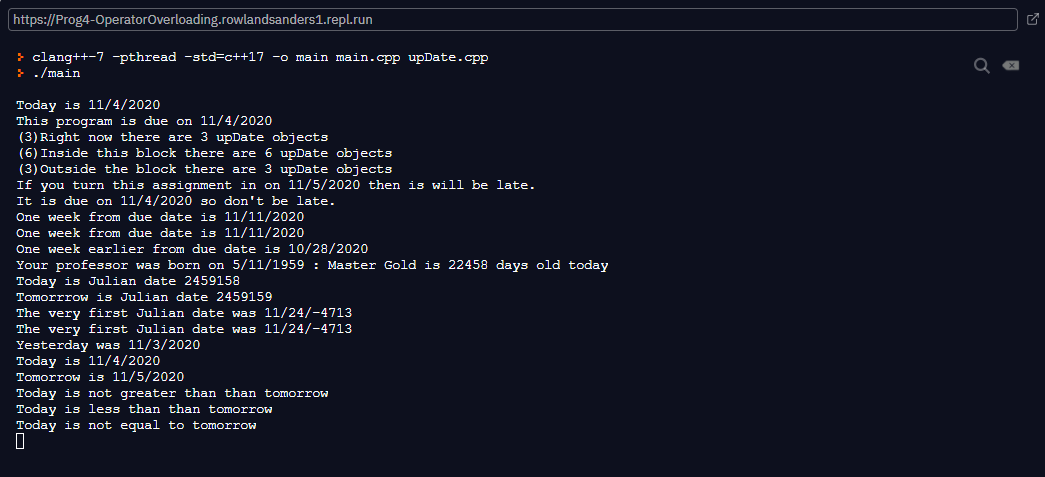 https://Prog4-OperatorOverloading.rowlandsanders1.repl.run
> clang++-7 -pthread -std=c++17 -o main main.cpp upDate.cpp
> ./main
Today is 11/4/2020
This program is due on 11/4/2020
(3)Right now there are 3 upDate objects
(6)Inside this block there are 6 upDate objects
(3)Outside the block there are 3 upDate objects
If you turn this assignment in on 11/5/2020 then is will be late.
It is due on 11/4/2020 so don't be late.
One week from due date is 11/11/2020
One week from due date is 11/11/2020
One week earlier from due date is 10/28/2020
Your professor was born on 5/11/1959 : Master Gold is 22458 days old today
Today is Julian date 2459158
Tomorrrow is Julian date 2459159
The very first Julian date was 11/24/-4713
The very first Julian date was 11/24/-4713
Yesterday was 11/3/2020
Today is 11/4/2020
Tomorrow is 11/5/2020
Today is not greater than than tomorrow
Today is less than than tomorrow
Today is not equal to tomorrow